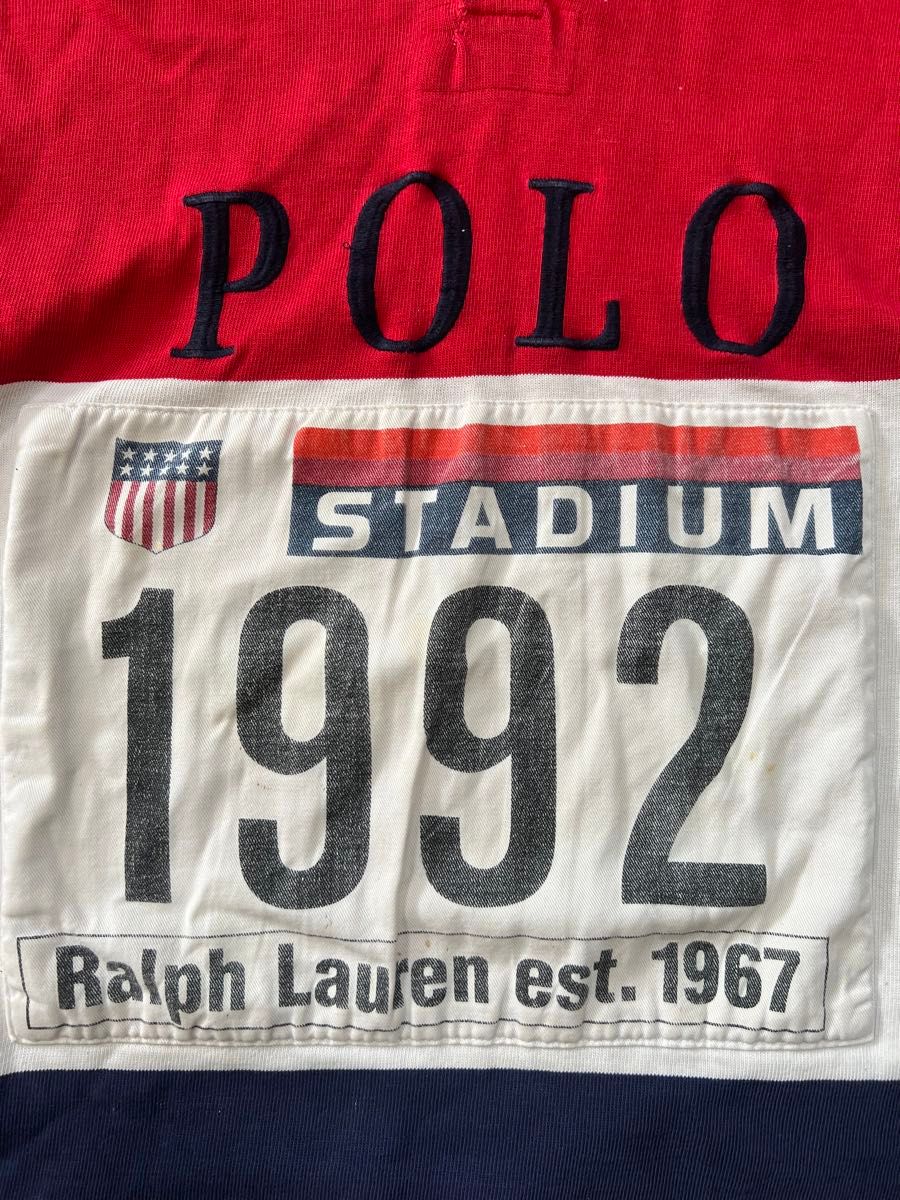 POLO
STADIUM
1992
Ralph Lauren est. 1967